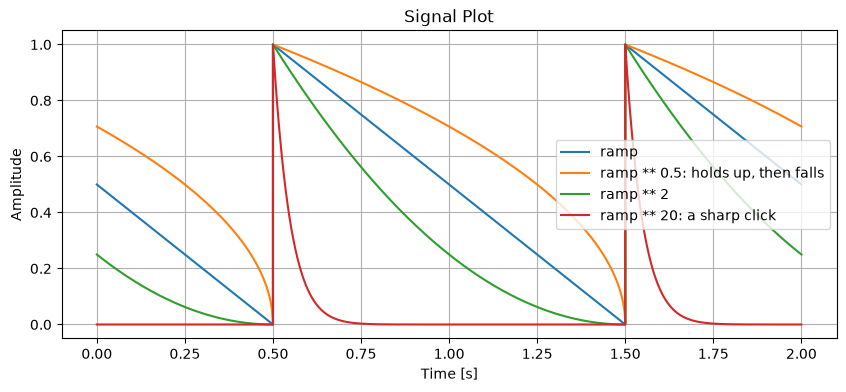 Signal Plot
Amplitude
1.0
0.8
0.6
0.4
0.2
0.0
ramp
ramp ** 0.5: holds up, then falls
ramp ** 2
ramp ** 20: a sharp click
0.00 0.25 0.50 0.75 1.00 1.25 1.50 1.75 2.00
Time [s]